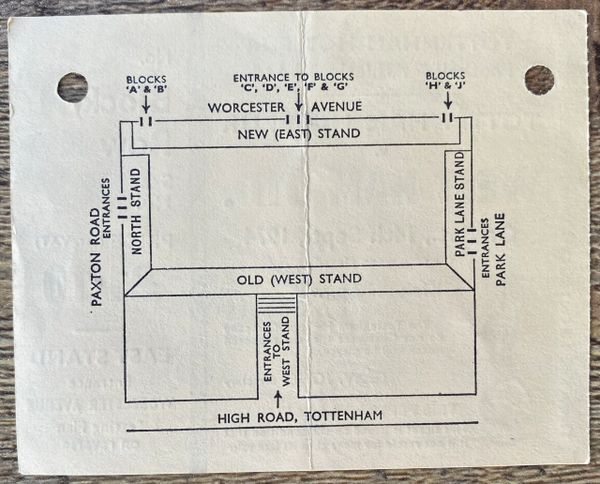 BLOCKS
'A' & 'B'
ENTRANCE TO BLOCKS
'C', 'D', 'E', 'F' & 'G'
BLOCKS
'H' & 'J'
WORCESTER AVENUE
NEW (EAST) STAND
PAXTON ROAD
ENTRANCES
NORTH STAND
PARK LANE STAND
ENTRANCES
PARK LANE
OLD (WEST) STAND
ENTRANCES
TO
WEST STAND
HIGH ROAD, TOTTENHAM